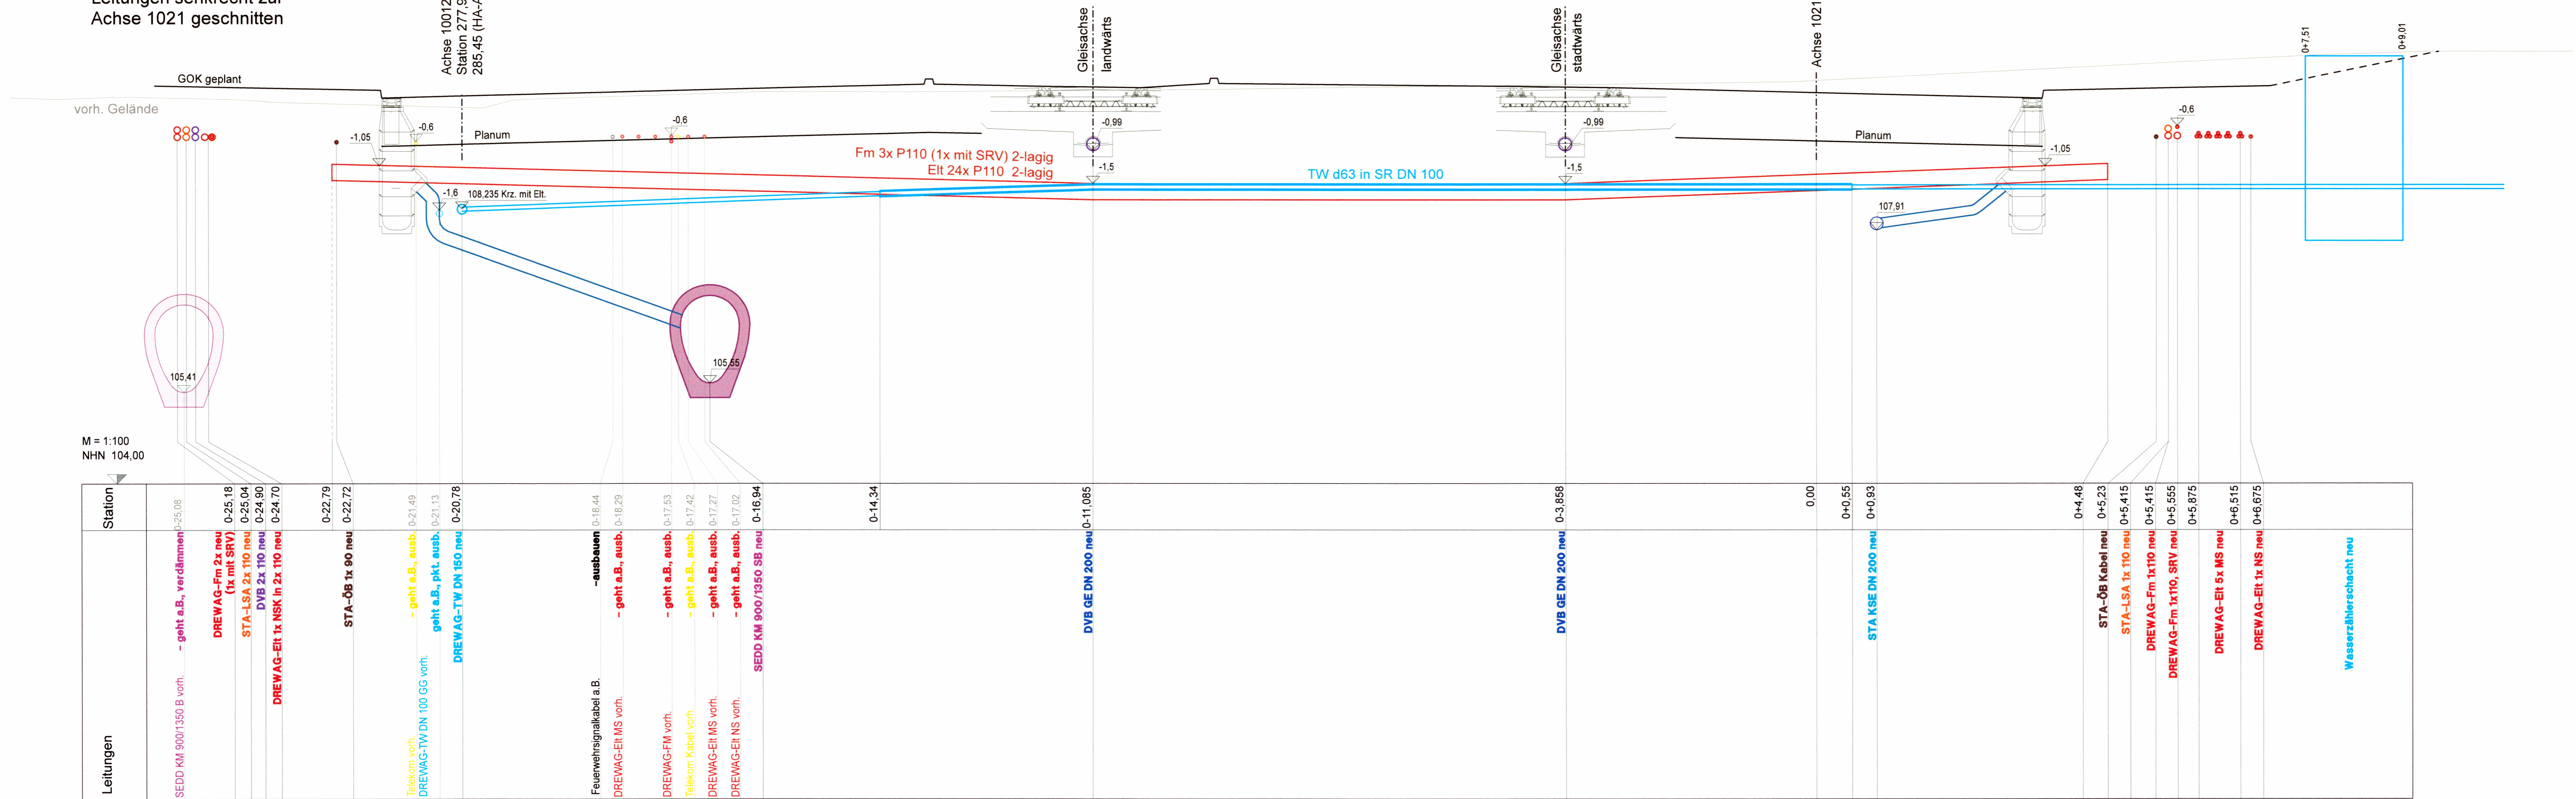 Leitungen senkrecht zur
Achse 1021 geschnitten
Achse 10012
285,45 (HA-A
Gleisachse
landwärts
Gleisachse
stadtwärts
Achse 1021
0+7,51
0+9,01
GOK geplant
vorh. Gelände
-1,05
-0,6
Planum
-0,6
-0,99
-0,99
Planum
-0,6
-1,05
Fm 3x P110 (1x mit SRV) 2-lagig
Elt 24x P110 2-lagig
-1,5
-1,5
TW d63 in SR DN 100
-1,6
108,235 Krz. mit Elt.
107,91
105,41
105,55
M = 1:100
NHN 104,00
Station
0-25,08
0-25,18
0-25,04
0-24,90
0-24,70
0-22,79
0-22,72
0-21,49
0-21,13
0-20,78
0-18,44
0-18,29
0-17,53
0-17,42
0-17,27
0-17,02
0-16,94
0-14,34
0-11,085
0-3,858
0,00
0+0,55
0+0,93
0+4,48
0+5,23
0+5,415
0+5,415
0+5,555
0+5,875
0+6,515
0+6,675
Leitungen
SEDD KM 900/1350 B vorh. - geht a.B., verdämmen
DREWAG-Fm 2x neu
(1x mit SRV)
STA-LSA 2x 110 neu
DVB 2x 110 neu
DREWAG-Elt 1x NSK in 2x 110 neu
STA-ÖB 1x 90 neu
Telekom vorh. - geht a.B., ausb.
DREWAG-TW DN 100 GG vorh. geht a.B., pkt. ausb.
DREWAG-TW DN 150 neu
Feuerwehrsignalkabel a.B. -ausbauen
DREWAG-Elt MS vorh. - geht a.B., ausb.
DREWAG-FM vorh. - geht a.B., ausb.
Telekom Kabel vorh. - geht a.B., ausb.
DREWAG-Elt MS vorh. - geht a.B., ausb.
DREWAG-Elt NS vorh. - geht a.B., ausb.
SEDD KM 900/1350 SB neu
DVB GE DN 200 neu
DVB GE DN 200 neu
STA KSE DN 200 neu
STA-ÖB Kabel neu
STA-LSA 1x 110 neu
DREWAG-Fm 1x110 neu
DREWAG-Fm 1x110, SRV neu
DREWAG-Elt 5x MS neu
DREWAG-Elt 1x NS neu
Wasserzählerschacht neu